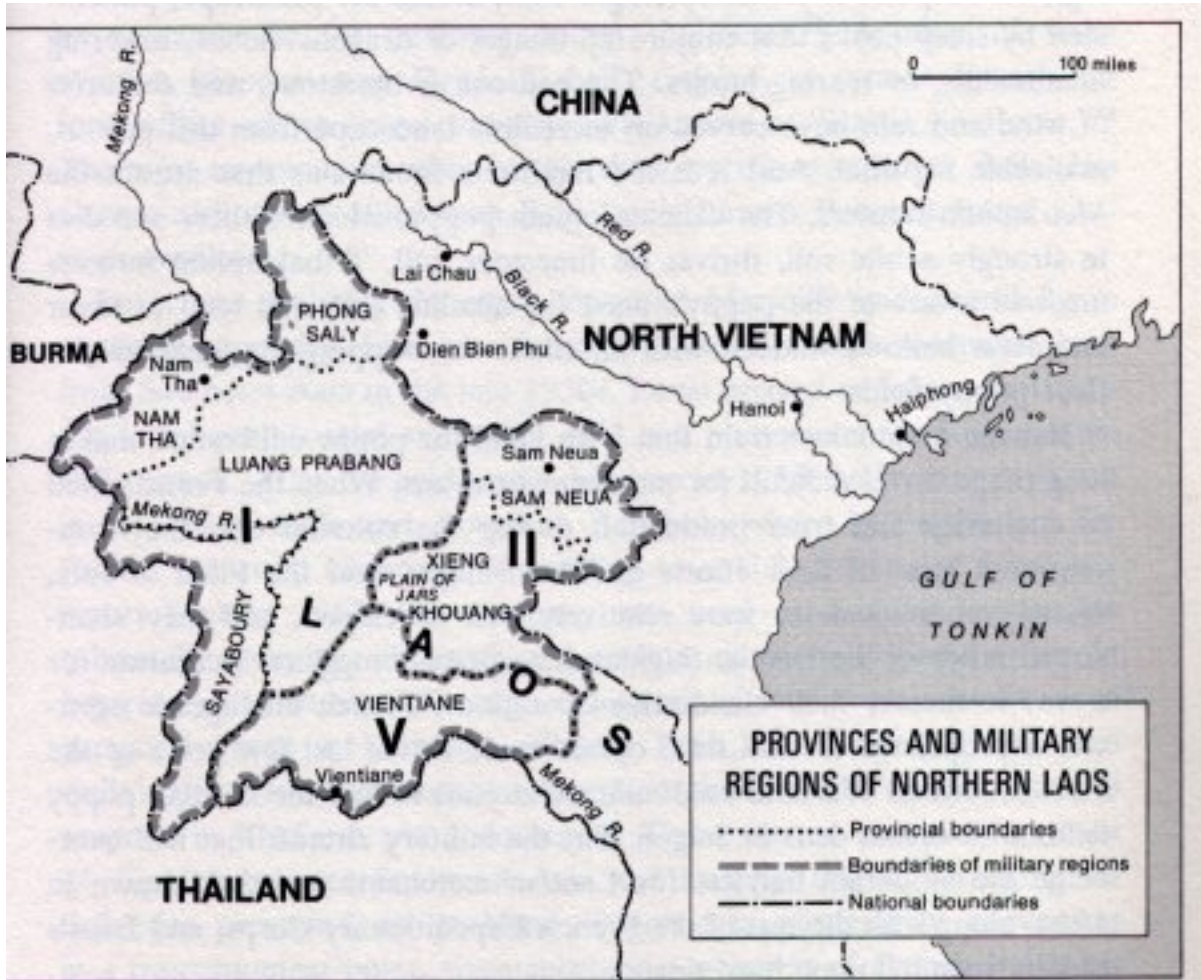 0 100 miles
Mekong R.
CHINA
Red R.
Lai Chau
Black R.
PHONG
SALY
NORTH VIETNAM
BURMA
Dien Bien Phu
Nam
Tha
Hanoi
Haiphong
NAM
THA
LUANG PRABANG
Sam Neua
SAM NEUA
Mekong R.
I
II
XIENG
PLAIN OF
JARS
KHOUANG
GULF OF
TONKIN
SAYABOURY
L A O S
VIENTIANE
V
Vientiane
Mekong R.
THAILAND
PROVINCES AND MILITARY
REGIONS OF NORTHERN LAOS
Provincial boundaries
Boundaries of military regions
National boundaries